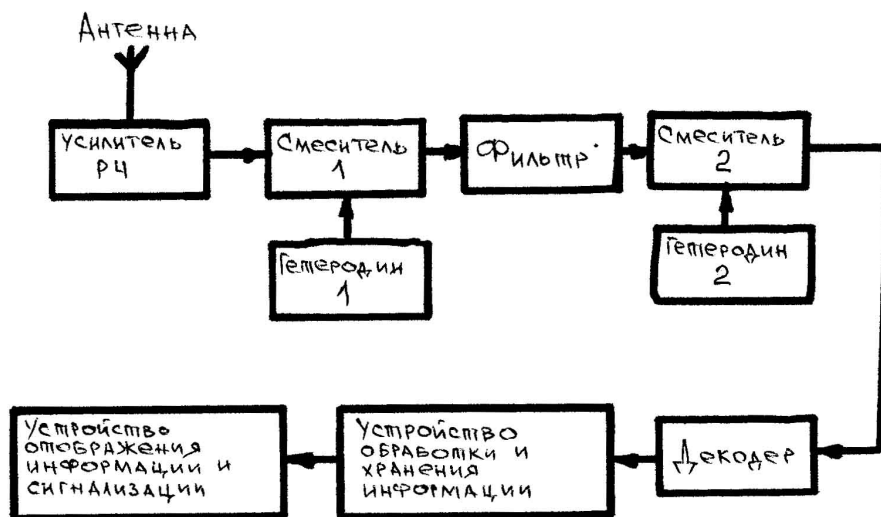 Антенна
Усилитель
РЧ
Смеситель
1
Фильтр
Смеситель
2
Гетеродин
1
Гетеродин
2
Устройство
отображения
информации и
сигнализации
Устройство
обработки и
хранения
информации
Декодер